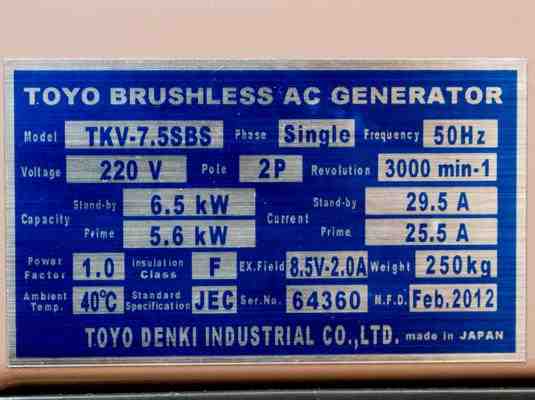 TOYO BRUSHLESS AC GENERATOR
Model TKV-7.5SBS Phase Single Frequency 50Hz
Voltage 220 V Pole 2P Revolution 3000 min-1
Capacity Stand-by 6.5 kW Current Stand-by 29.5 A
Prime 5.6 kW Prime 25.5 A
Power Factor 1.0 Insulation Class F EX.Field 8.5V-2.0A Weight 250kg
Ambient Temp. 40℃ Standard Specification JEC Ser.No. 64360 M.F.D. Feb.2012
TOYO DENKI INDUSTRIAL CO.,LTD. made in JAPAN